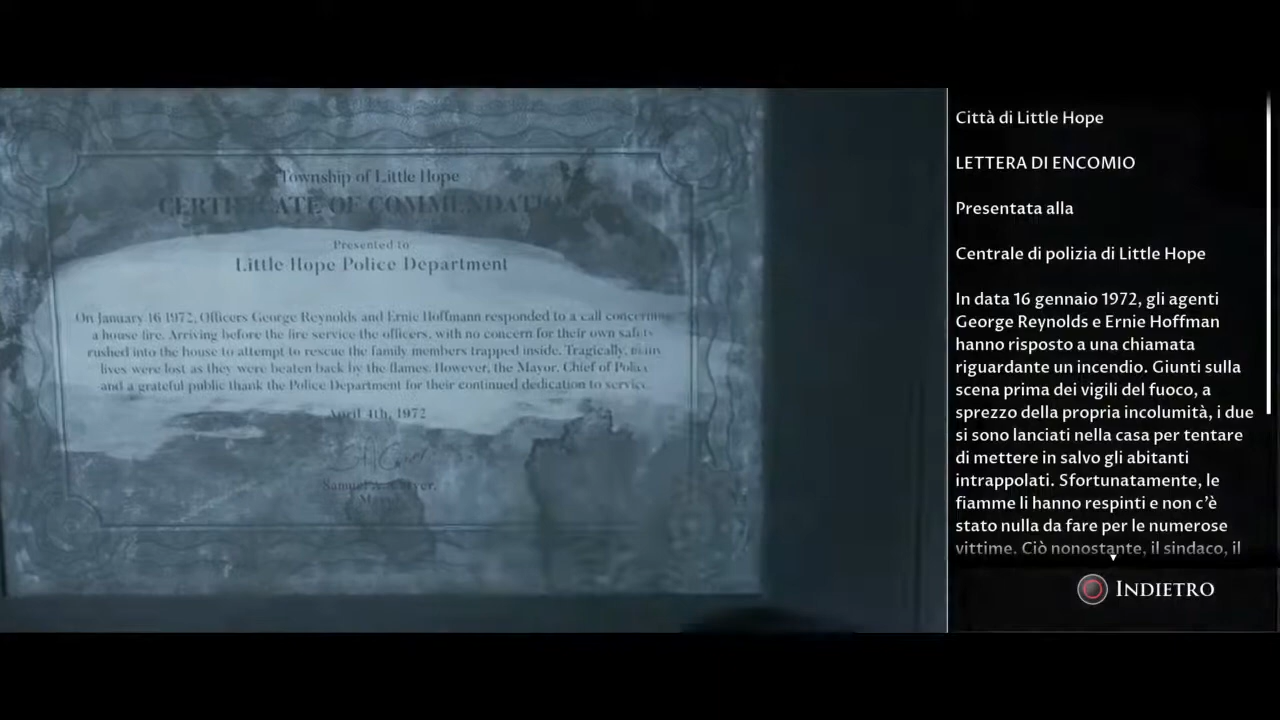 Township of Little Hope
CERTIFICATE OF COMMENDATIO
Presented to
Little Hope Police Department
On January 16 1972, Officers George Reynolds and Ernie Hoffmann responded to a call concerning
a house fire. Arriving before the fire service the officers, with no concern for their own safety
rushed into the house to attempt to rescue the family members trapped inside. Tragically, many
lives were lost as they were beaten back by the flames. However, the Mayor, Chief of Police
and a grateful public thank the Police Department for their continued dedication to service.
April 4th, 1972
Samuel
Mayor
Città di Little Hope
LETTERA DI ENCOMIO
Presentata alla
Centrale di polizia di Little Hope
In data 16 gennaio 1972, gli agenti
George Reynolds e Ernie Hoffman
hanno risposto a una chiamata
riguardante un incendio. Giunti sulla
scena prima dei vigili del fuoco, a
sprezzo della propria incolumità, i due
si sono lanciati nella casa per tentare
di mettere in salvo gli abitanti
intrappolati. Sfortunatamente, le
fiamme li hanno respinti e non c'è
stato nulla da fare per le numerose
vittime. Ciò nonostante, il sindaco, il
INDIETRO